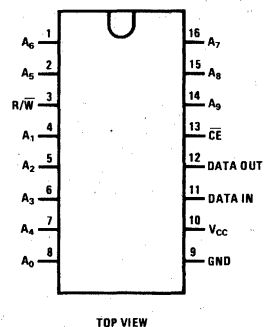 1 A₆
2 A₅
3 R/W̅
4 A₁
5 A₂
6 A₃
7 A₄
8 A₀
16 A₇
15 A₈
14 A₉
13 C̅E̅
12 DATA OUT
11 DATA IN
10 VCC
9 GND
TOP VIEW